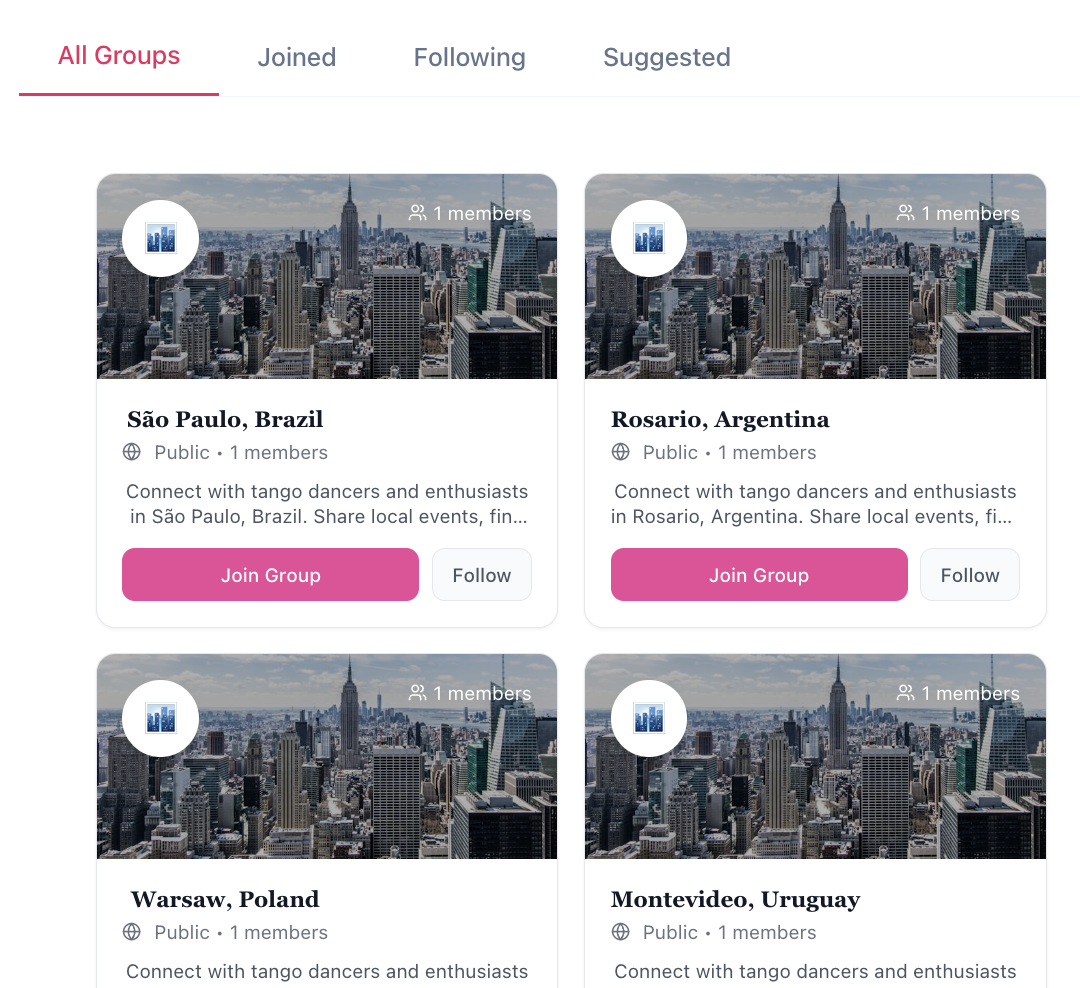 All Groups Joined Following Suggested
1 members
São Paulo, Brazil
Public • 1 members
Connect with tango dancers and enthusiasts
in São Paulo, Brazil. Share local events, fin...
Join Group Follow
1 members
Rosario, Argentina
Public • 1 members
Connect with tango dancers and enthusiasts
in Rosario, Argentina. Share local events, fi...
Join Group Follow
1 members
Warsaw, Poland
Public • 1 members
Connect with tango dancers and enthusiasts
1 members
Montevideo, Uruguay
Public • 1 members
Connect with tango dancers and enthusiasts